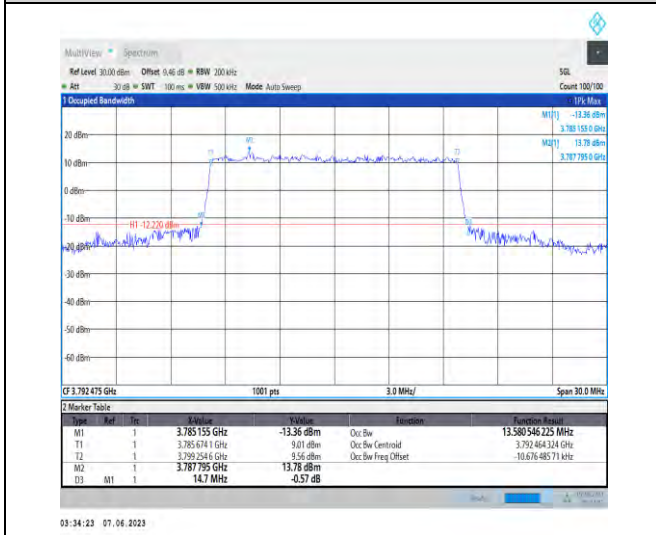 MultiView Spectrum
Ref Level 30.00 dBm Offset 9.46 dB RBW 200 kHz SGL
Att 30 dB SWT 100 ms VBW 500 kHz Mode Auto Sweep Count 100/100
1 Occupied Bandwidth 1Pk Max
M1[1] -13.36 dBm
3.785 155 0 GHz
M2[1] 13.78 dBm
3.787 795 0 GHz
20 dBm
10 dBm
0 dBm
-10 dBm
H1 -12.220 dBm
-20 dBm
-30 dBm
-40 dBm
-50 dBm
-60 dBm
CF 3.792 475 GHz 1001 pts 3.0 MHz/ Span 30.0 MHz
2 Marker Table
Type Ref Trc X-Value Y-Value Function Function Result
M1 1 3.785 155 GHz -13.36 dBm Occ Bw 13.580 546 225 MHz
T1 1 3.785 674 1 GHz 9.01 dBm Occ Bw Centroid 3.792 464 324 GHz
T2 1 3.799 254 6 GHz 9.56 dBm Occ Bw Freq Offset -10.676 485 71 kHz
M2 1 3.787 795 GHz 13.78 dBm
D3 M1 1 14.7 MHz -0.57 dB
03:34:23 07.06.2023